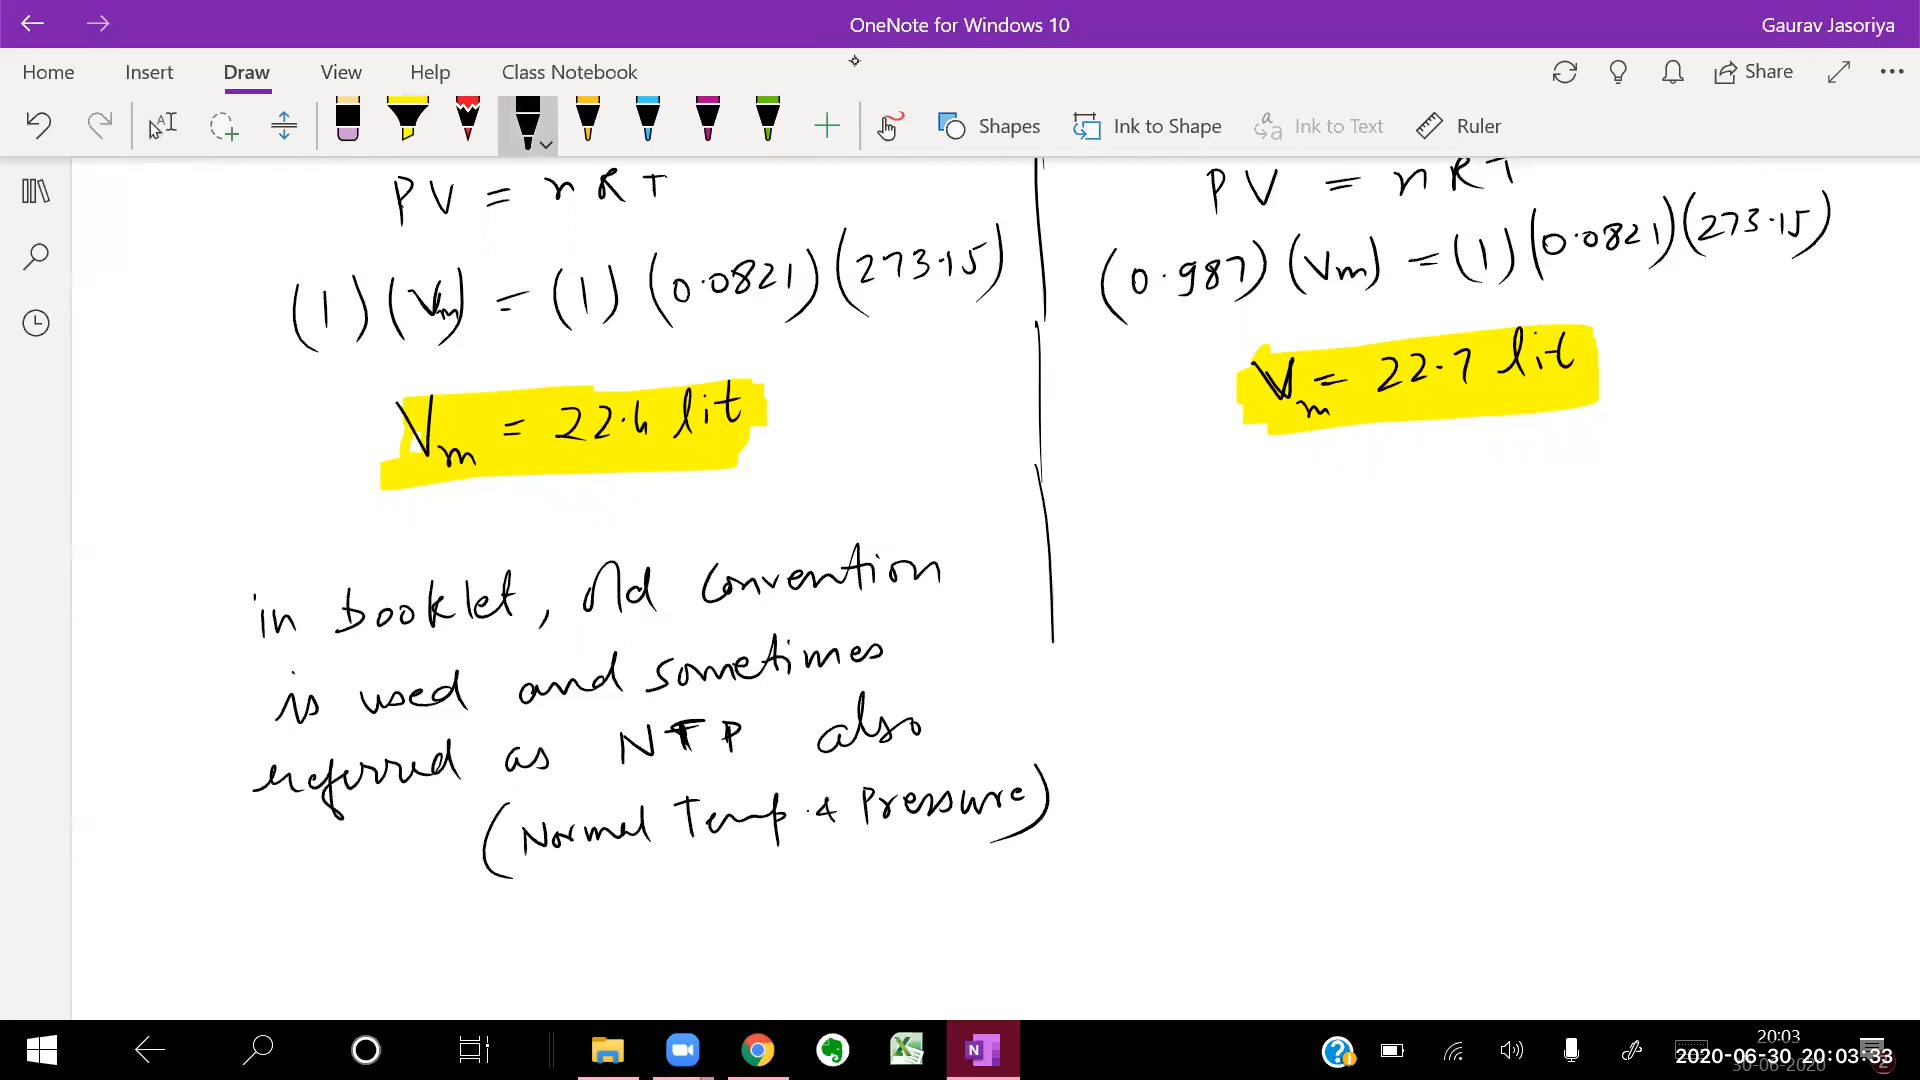 OneNote for Windows 10
Gaurav Jasoriya
Home Insert Draw View Help Class Notebook
Share
Shapes Ink to Shape Ink to Text Ruler
PV = nRT
(1) (Vm) = (1) (0.0821) (273.15)
Vm = 22.4 lit
in booklet, old convention
is used and sometimes
referred as NTP also
(Normal Temp. & Pressure)
PV = nRT
(0.987) (Vm) = (1) (0.0821) (273.15)
Vm = 22.7 lit
20:03
2020-06-30 20:03:33
30-06-2020